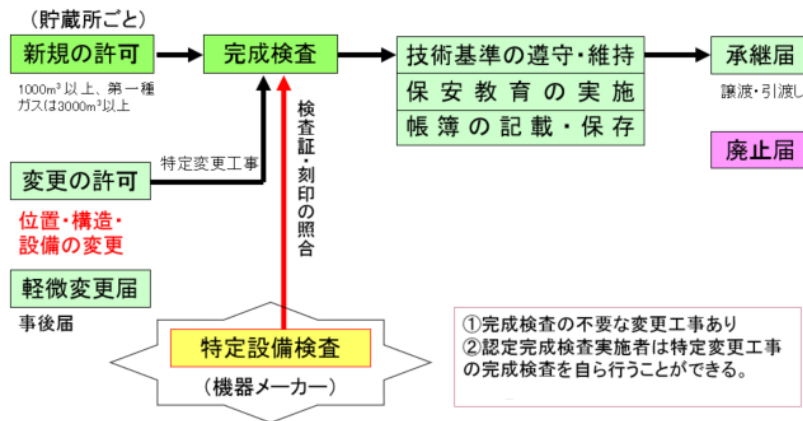 (貯蔵所ごと)
新規の許可
1000m³以上、第一種
ガスは3000m³以上
完成検査
技術基準の遵守・維持
保安教育の実施
帳簿の記載・保存
承継届
譲渡・引渡し
廃止届
特定変更工事
変更の許可
位置・構造・
設備の変更
検査証・刻印の照合
軽微変更届
事後届
特定設備検査
(機器メーカー)
①完成検査の不要な変更工事あり
②認定完成検査実施者は特定変更工事
の完成検査を自ら行うことができる。